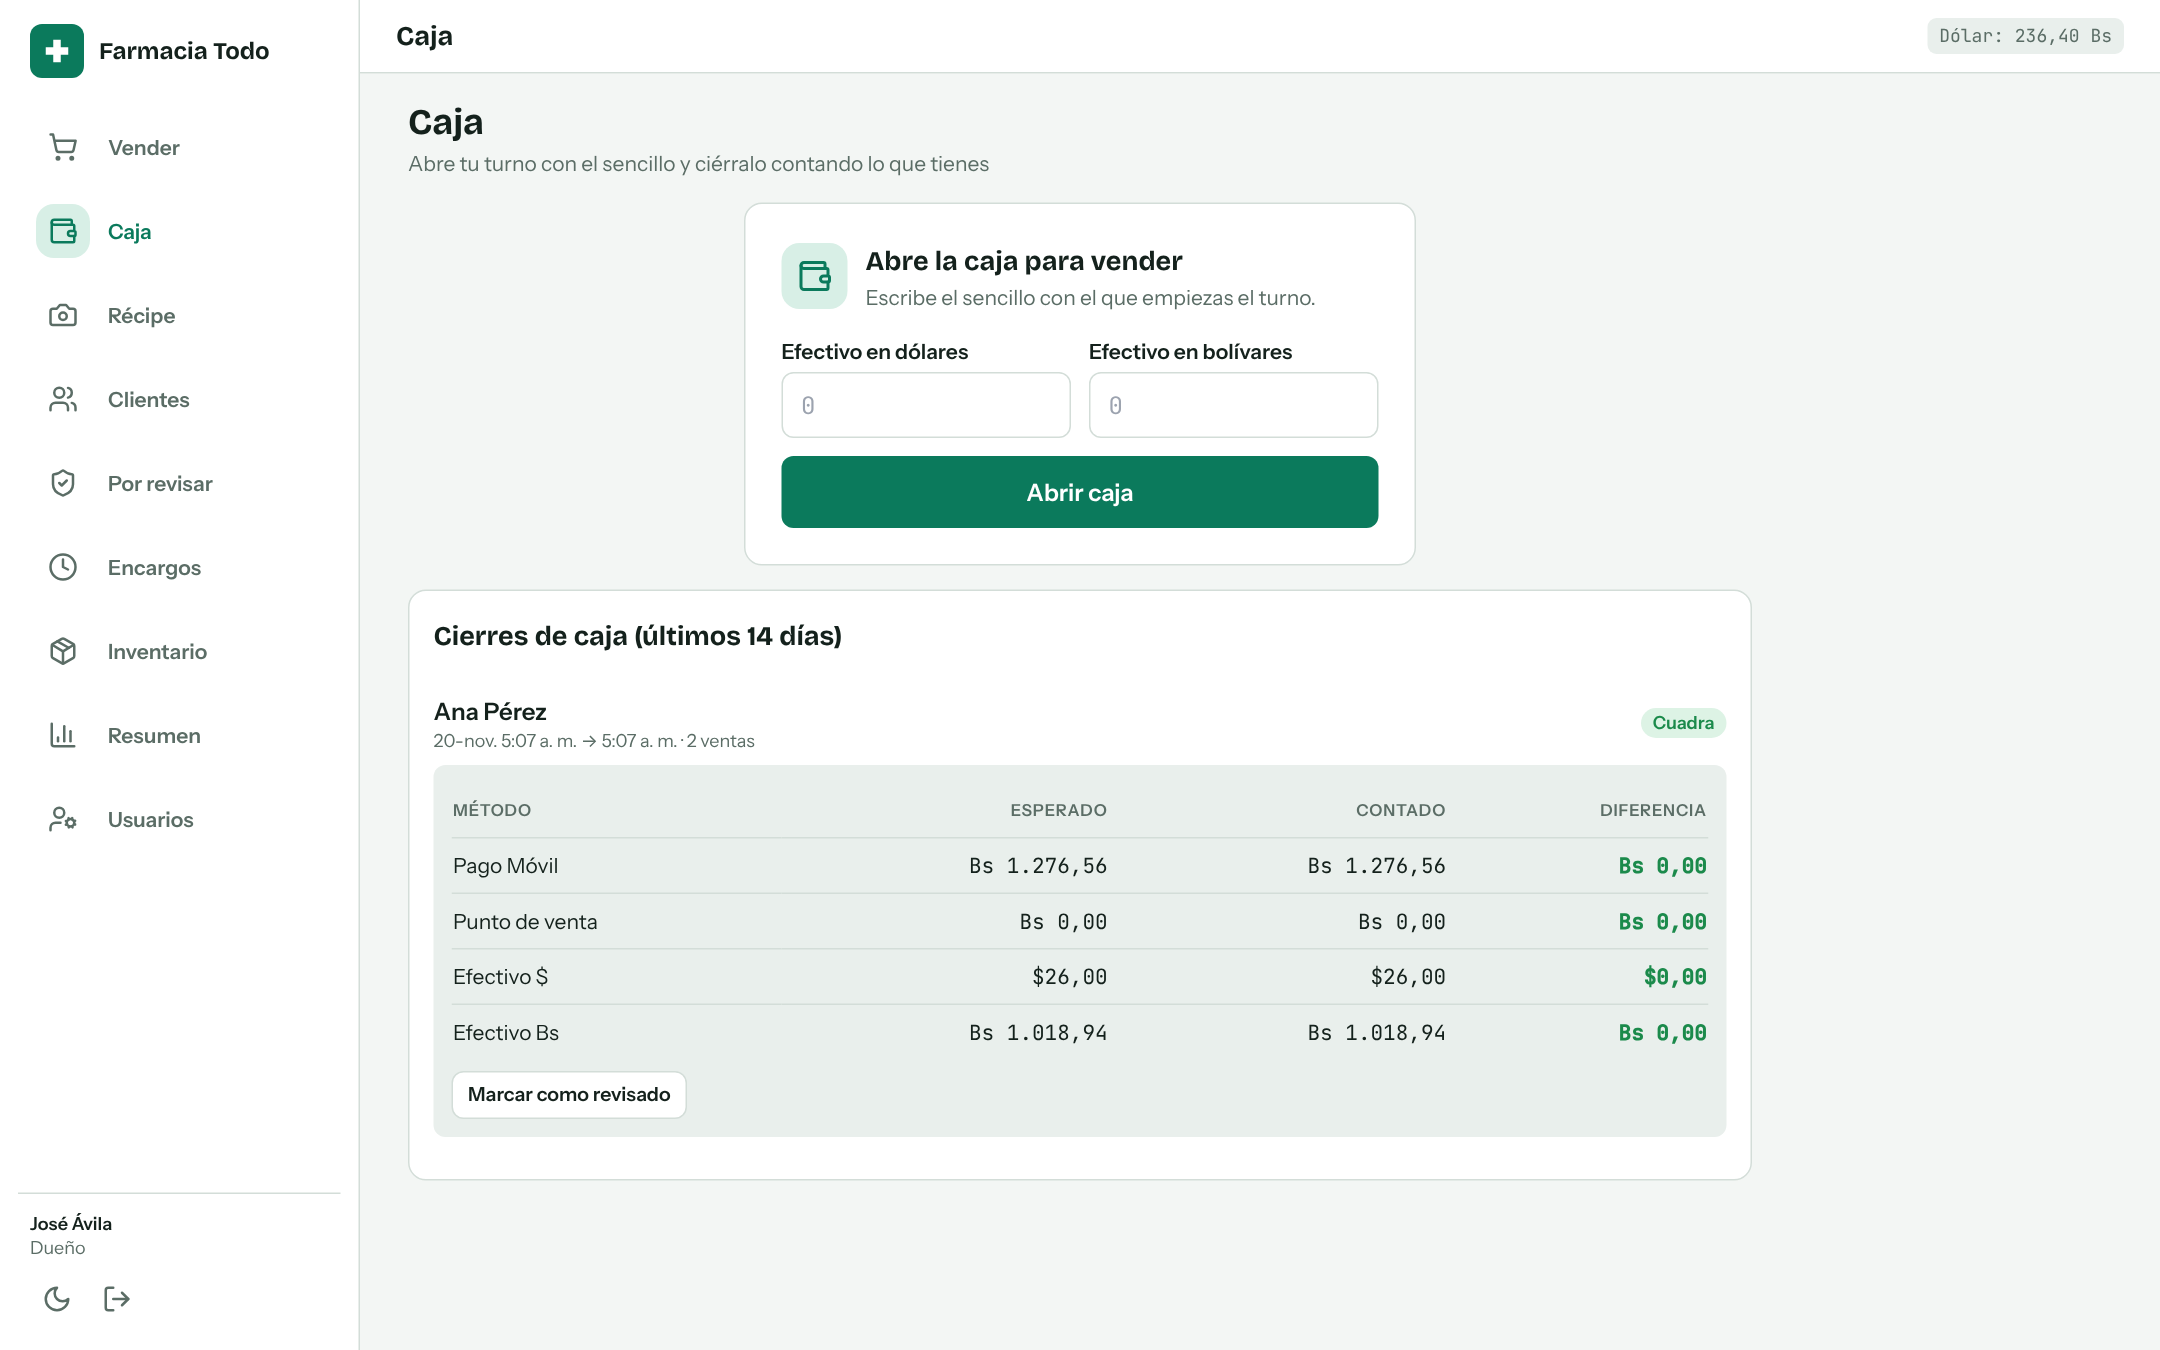 Farmacia Todo
Vender
Caja
Récipe
Clientes
Por revisar
Encargos
Inventario
Resumen
Usuarios
José Ávila
Dueño
Caja
Dólar: 236,40 Bs
Caja
Abre tu turno con el sencillo y ciérralo contando lo que tienes
Abre la caja para vender
Escribe el sencillo con el que empiezas el turno.
Efectivo en dólares
0
Efectivo en bolívares
0
Abrir caja
Cierres de caja (últimos 14 días)
Ana Pérez
20-nov. 5:07 a. m. → 5:07 a. m. · 2 ventas
Cuadra
MÉTODO ESPERADO CONTADO DIFERENCIA
Pago Móvil Bs 1.276,56 Bs 1.276,56 Bs 0,00
Punto de venta Bs 0,00 Bs 0,00 Bs 0,00
Efectivo $ $26,00 $26,00 $0,00
Efectivo Bs Bs 1.018,94 Bs 1.018,94 Bs 0,00
Marcar como revisado